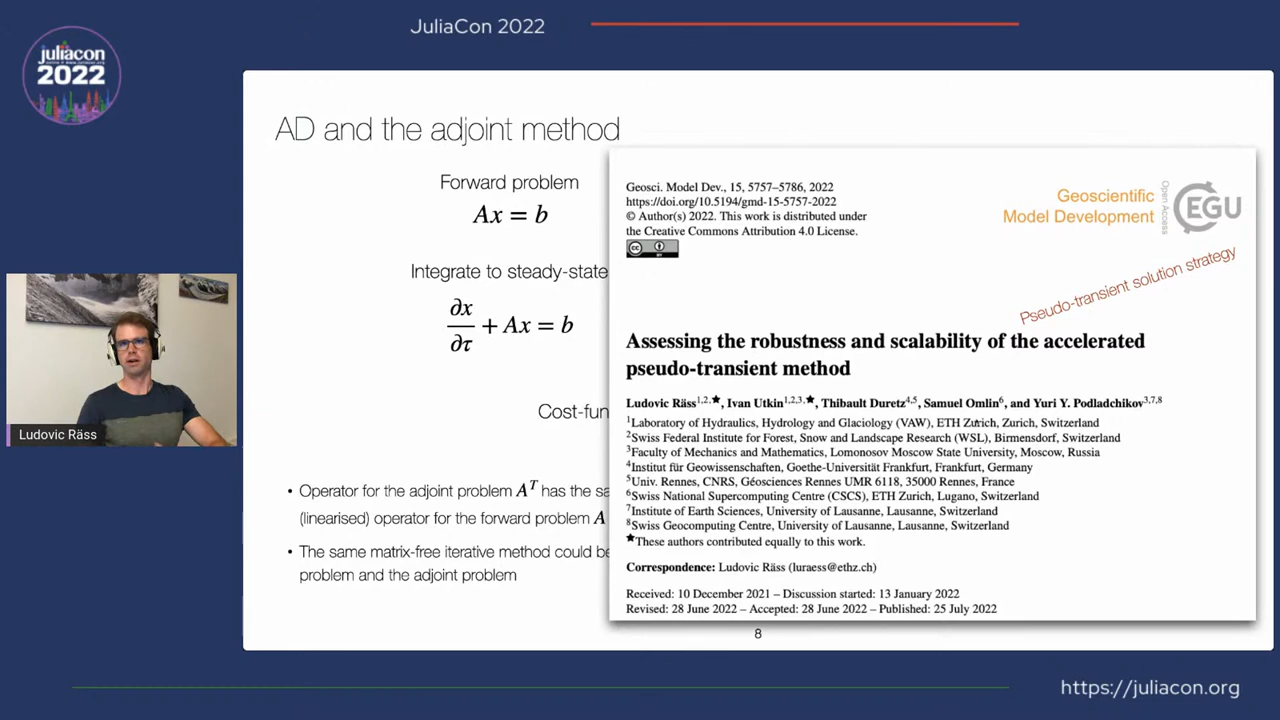 JuliaCon 2022
juliacon
2022
AD and the adjoint method
Forward problem
Ax = b
Integrate to steady-state
∂x/∂τ + Ax = b
Cost-fun
• Operator for the adjoint problem A^T has the sa
(linearised) operator for the forward problem A
• The same matrix-free iterative method could be
problem and the adjoint problem
Geosci. Model Dev., 15, 5757–5786, 2022
https://doi.org/10.5194/gmd-15-5757-2022
© Author(s) 2022. This work is distributed under
the Creative Commons Attribution 4.0 License.
cc
BY
Geoscientific
Model Development
Open Access
EGU
Pseudo-transient solution strategy
Assessing the robustness and scalability of the accelerated
pseudo-transient method
Ludovic Räss1,2,★, Ivan Utkin1,2,3,★, Thibault Duretz4,5, Samuel Omlin6, and Yuri Y. Podladchikov3,7,8
1Laboratory of Hydraulics, Hydrology and Glaciology (VAW), ETH Zurich, Zurich, Switzerland
2Swiss Federal Institute for Forest, Snow and Landscape Research (WSL), Birmensdorf, Switzerland
3Faculty of Mechanics and Mathematics, Lomonosov Moscow State University, Moscow, Russia
4Institut für Geowissenschaften, Goethe-Universität Frankfurt, Frankfurt, Germany
5Univ. Rennes, CNRS, Géosciences Rennes UMR 6118, 35000 Rennes, France
6Swiss National Supercomputing Centre (CSCS), ETH Zurich, Lugano, Switzerland
7Institute of Earth Sciences, University of Lausanne, Lausanne, Switzerland
8Swiss Geocomputing Centre, University of Lausanne, Lausanne, Switzerland
★These authors contributed equally to this work.
Correspondence: Ludovic Räss (luraess@ethz.ch)
Received: 10 December 2021 – Discussion started: 13 January 2022
Revised: 28 June 2022 – Accepted: 28 June 2022 – Published: 25 July 2022
8
Ludovic Räss
https://juliacon.org